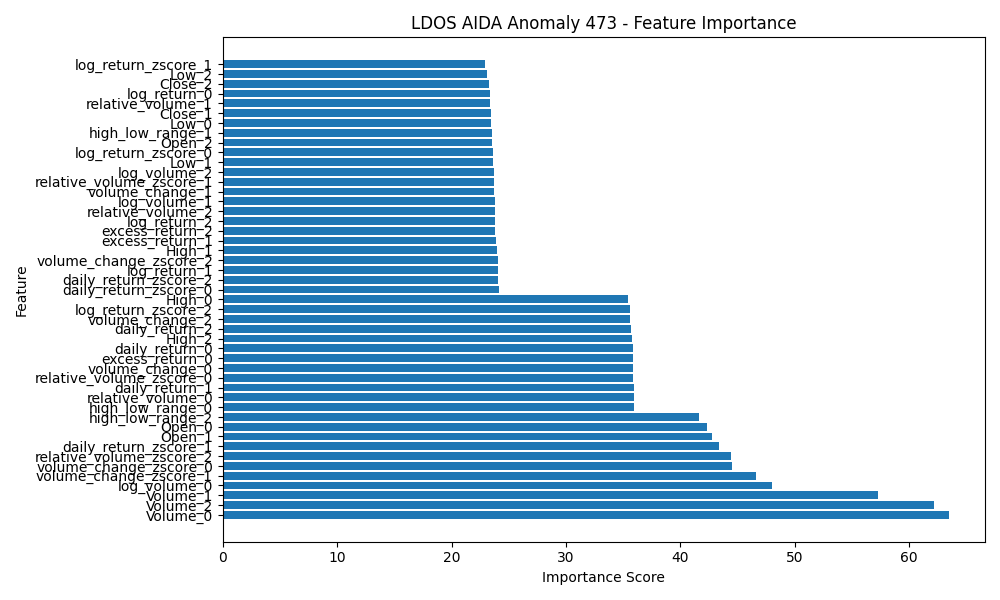 LDOS AIDA Anomaly 473 - Feature Importance
log_return_zscore_1
Low_2
Close_2
log_return_0
relative_volume_1
Close_1
Low_0
high_low_range_1
Open_2
log_return_zscore_0
Low_1
log_volume_2
relative_volume_zscore_1
volume_change_1
log_volume_1
relative_volume_2
log_return_2
excess_return_2
excess_return_1
High_1
volume_change_zscore_2
log_return_1
daily_return_zscore_2
daily_return_zscore_0
High_0
log_return_zscore_2
volume_change_2
daily_return_2
High_2
daily_return_0
excess_return_0
volume_change_0
relative_volume_zscore_0
daily_return_1
relative_volume_0
high_low_range_0
high_low_range_2
Open_0
Open_1
daily_return_zscore_1
relative_volume_zscore_2
volume_change_zscore_0
volume_change_zscore_1
log_volume_0
Volume_1
Volume_2
Volume_0
Feature
0 10 20 30 40 50 60
Importance Score